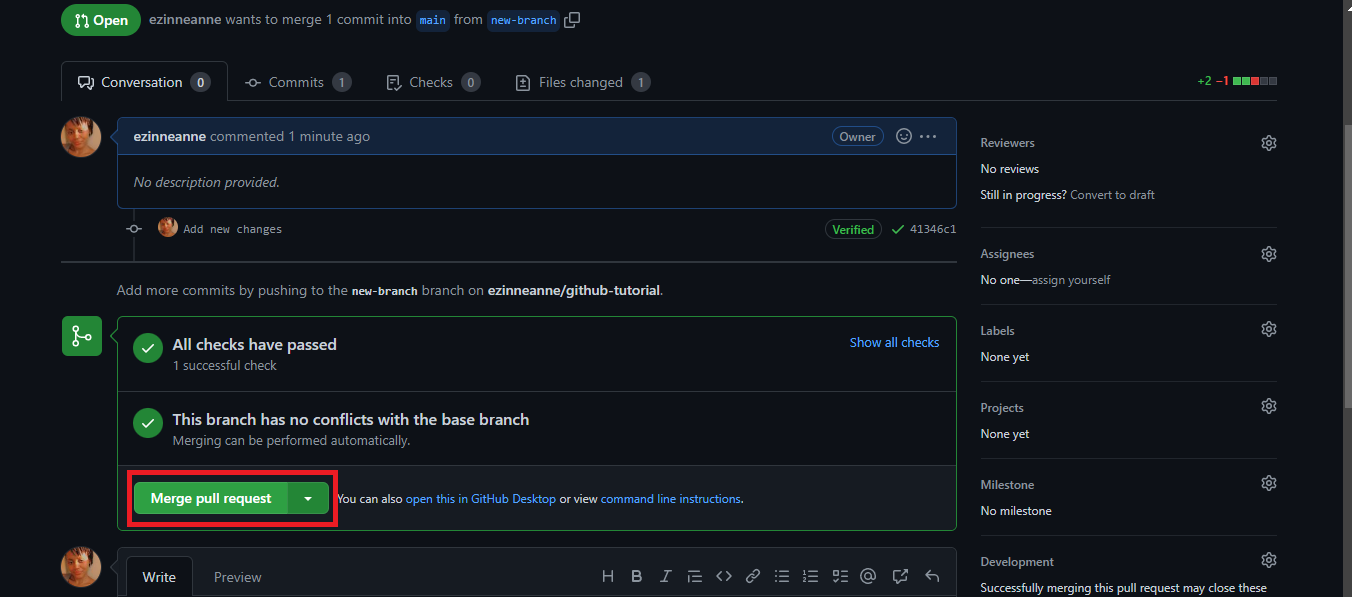 Open ezinneanne wants to merge 1 commit into main from new-branch
Conversation 0 Commits 1 Checks 0 Files changed 1 +2 −1
ezinneanne commented 1 minute ago Owner
No description provided.
Add new changes Verified 41346c1
Add more commits by pushing to the new-branch branch on ezinneanne/github-tutorial.
All checks have passed Show all checks
1 successful check
This branch has no conflicts with the base branch
Merging can be performed automatically.
Merge pull request You can also open this in GitHub Desktop or view command line instructions.
Write Preview H B I
Reviewers
No reviews
Still in progress? Convert to draft
Assignees
No one—assign yourself
Labels
None yet
Projects
None yet
Milestone
No milestone
Development
Successfully merging this pull request may close these